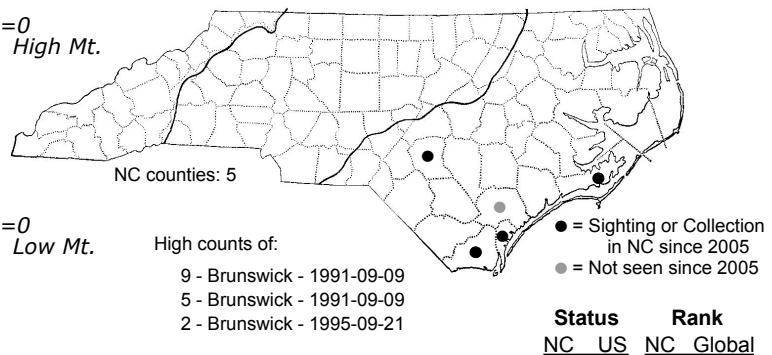 =0
High Mt.
NC counties: 5
=0
Low Mt.
High counts of:
9 - Brunswick - 1991-09-09
5 - Brunswick - 1991-09-09
2 - Brunswick - 1995-09-21
● = Sighting or Collection
in NC since 2005
● = Not seen since 2005
Status Rank
NC US NC Global